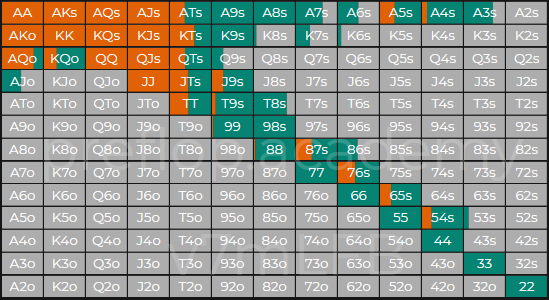 AA AKs AQs AJs ATs A9s A8s A7s A6s A5s A4s A3s A2s
AKo KK KQs KJs KTs K9s K8s K7s K6s K5s K4s K3s K2s
AQo KQo QQ QJs QTs Q9s Q8s Q7s Q6s Q5s Q4s Q3s Q2s
AJo KJo QJo JJ JTs J9s J8s J7s J6s J5s J4s J3s J2s
ATo KTo QTo JTo TT T9s T8s T7s T6s T5s T4s T3s T2s
A9o K9o Q9o J9o T9o 99 98s 97s 96s 95s 94s 93s 92s
A8o K8o Q8o J8o T8o 98o 88 87s 86s 85s 84s 83s 82s
A7o K7o Q7o J7o T7o 97o 87o 77 76s 75s 74s 73s 72s
A6o K6o Q6o J6o T6o 96o 86o 76o 66 65s 64s 63s 62s
A5o K5o Q5o J5o T5o 95o 85o 75o 65o 55 54s 53s 52s
A4o K4o Q4o J4o T4o 94o 84o 74o 64o 54o 44 43s 42s
A3o K3o Q3o J3o T3o 93o 83o 73o 63o 53o 43o 33 32s
A2o K2o Q2o J2o T2o 92o 82o 72o 62o 52o 42o 32o 22
preflop.academy